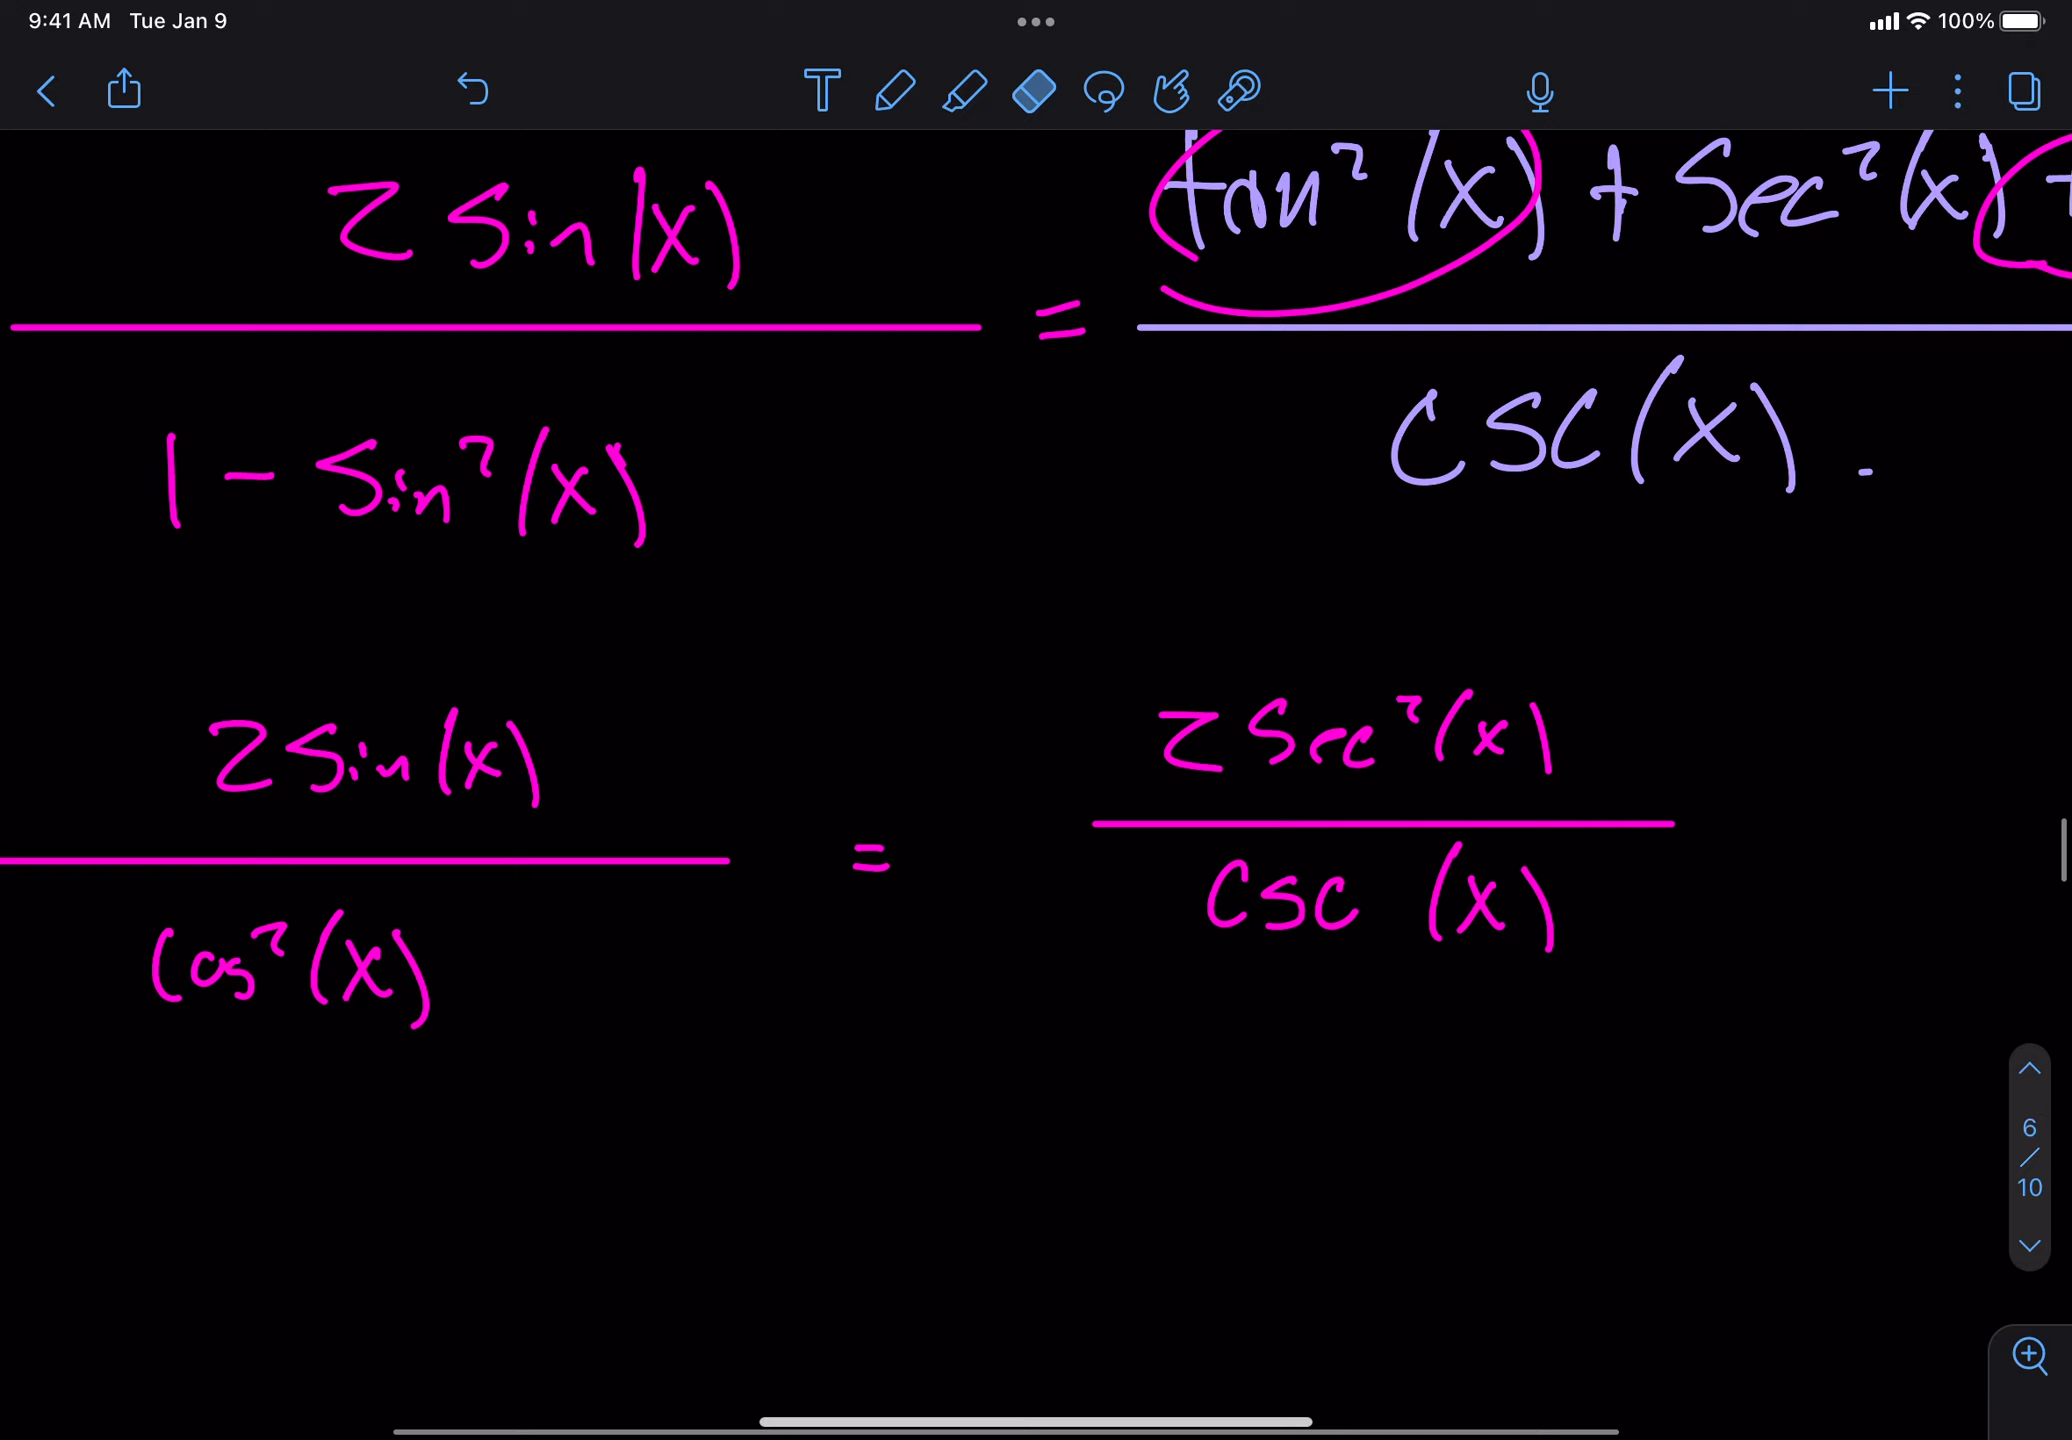 9:41 AM Tue Jan 9
100%
2 Sin(x) = tan²(x) + Sec²(x) +
1 - Sin²(x) CSC(x).
2 Sin(x) = 2 Sec²(x)
Cos²(x) CSC (x)
6
/
10